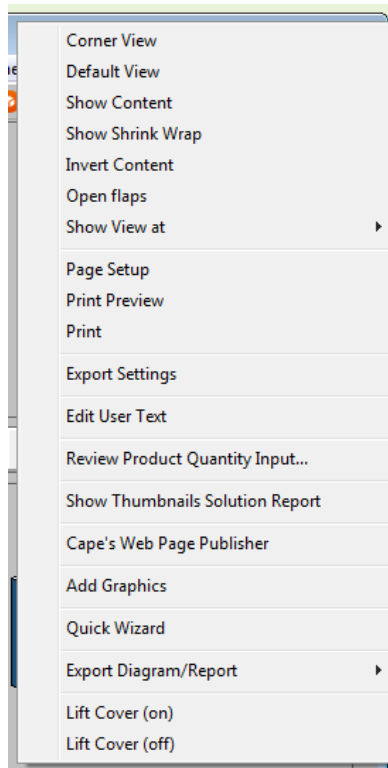 Corner View
Default View
Show Content
Show Shrink Wrap
Invert Content
Open flaps
Show View at
Page Setup
Print Preview
Print
Export Settings
Edit User Text
Review Product Quantity Input...
Show Thumbnails Solution Report
Cape's Web Page Publisher
Add Graphics
Quick Wizard
Export Diagram/Report
Lift Cover (on)
Lift Cover (off)